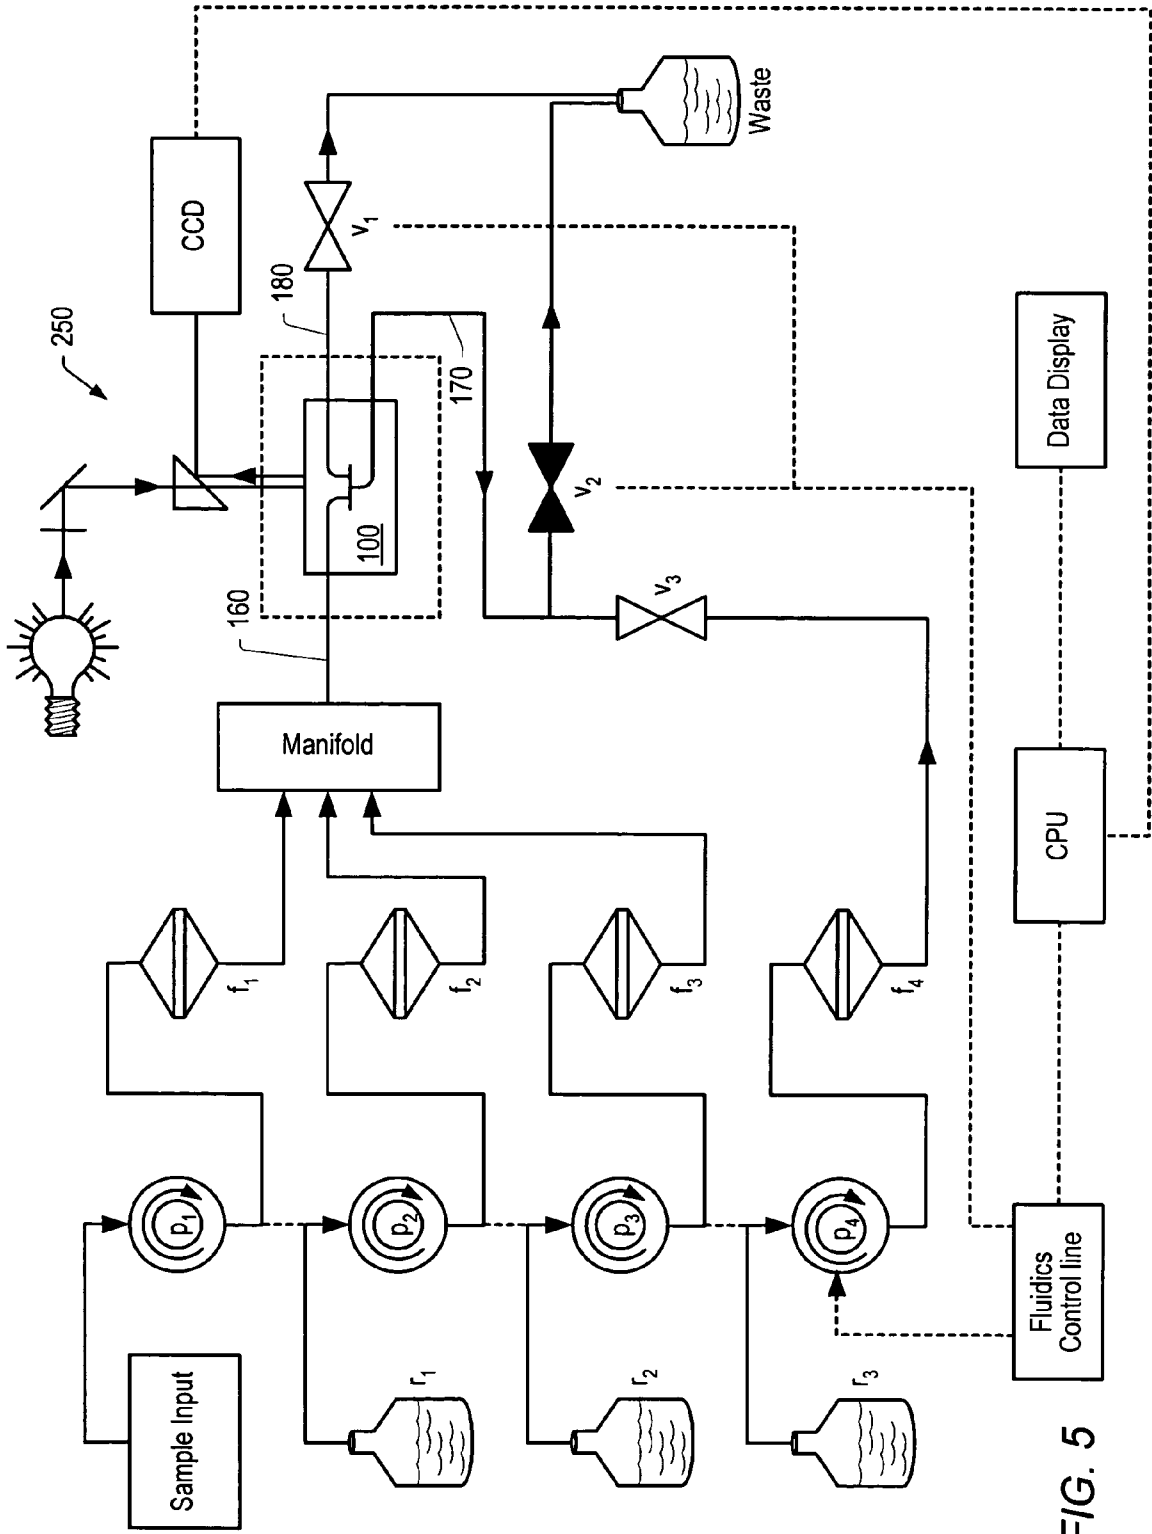 Sample Input
r1
r2
r3
p1
p2
p3
p4
f1
f2
f3
f4
Manifold
160
100
250
CCD
180
170
v1
v2
v3
Waste
Fluidics
Control line
CPU
Data Display
FIG. 5